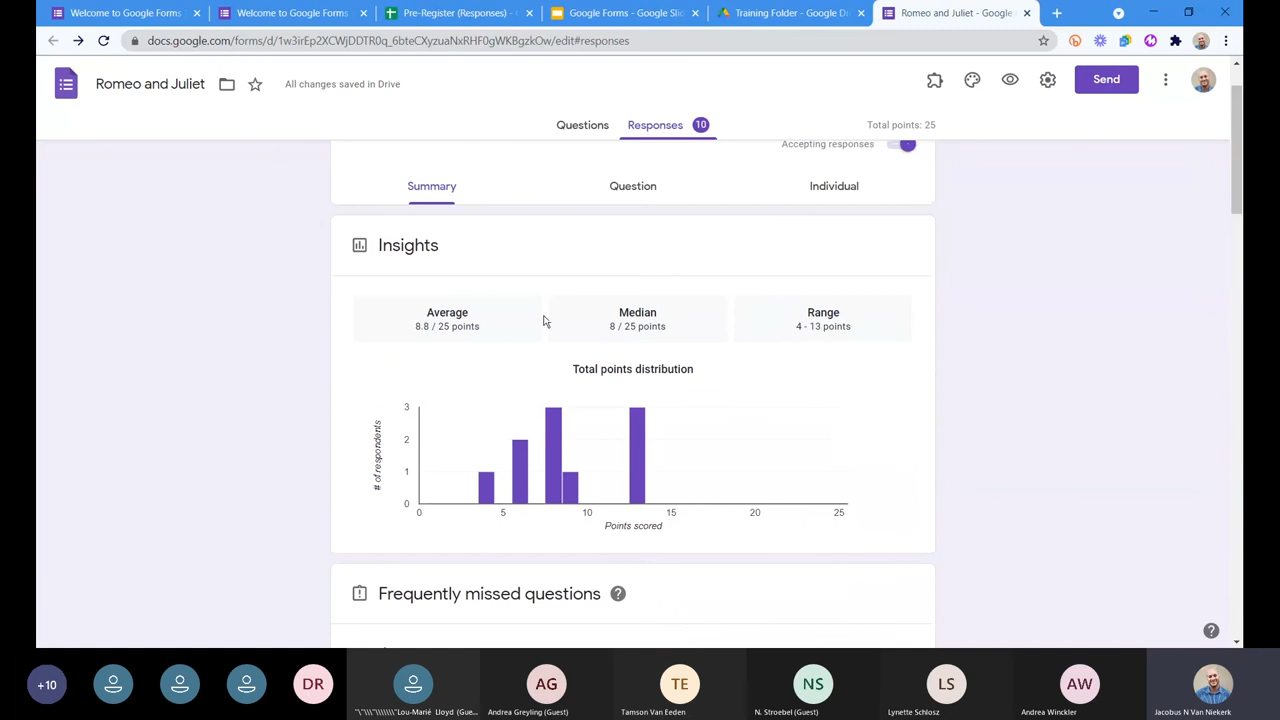 Welcome to Google Forms
Welcome to Google Forms
Pre-Register (Responses) -
Google Forms - Google Slid
Training Folder - Google D
Romeo and Juliet - Google
docs.google.com/forms/d/1w3irEp2XCWjDDTR0q_6bteCXyzuaNxRHF0gWKBgzkOw/edit#responses
Romeo and Juliet
All changes saved in Drive
Send
Questions
Responses 10
Total points: 25
Accepting responses
Summary
Question
Individual
Insights
Average
8.8 / 25 points
Median
8 / 25 points
Range
4 - 13 points
Total points distribution
# of respondents
3
2
1
0
0 5 10 15 20 25
Points scored
Frequently missed questions
+10
DR
AG
TE
NS
LS
AW
"\"\\\"\\\\\\\"Lou-Marié Lloyd (Gue...
Andrea Greyling (Guest)
Tamson Van Eeden
N. Stroebel (Guest)
Lynette Schlosz
Andrea Winckler
Jacobus N Van Niekerk